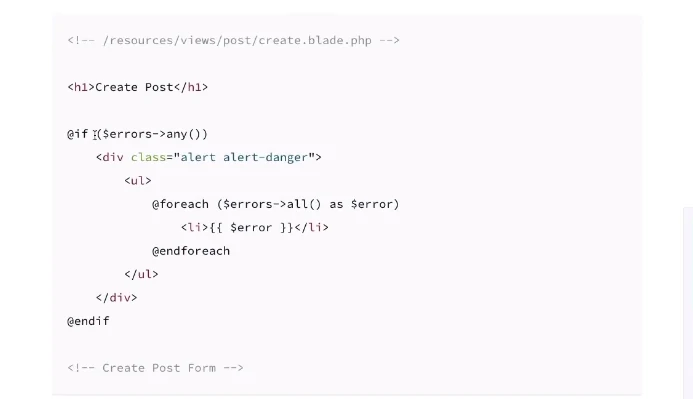 <!-- /resources/views/post/create.blade.php -->
<h1>Create Post</h1>
@if ($errors->any())
<div class="alert alert-danger">
<ul>
@foreach ($errors->all() as $error)
<li>{{ $error }}</li>
@endforeach
</ul>
</div>
@endif
<!-- Create Post Form -->